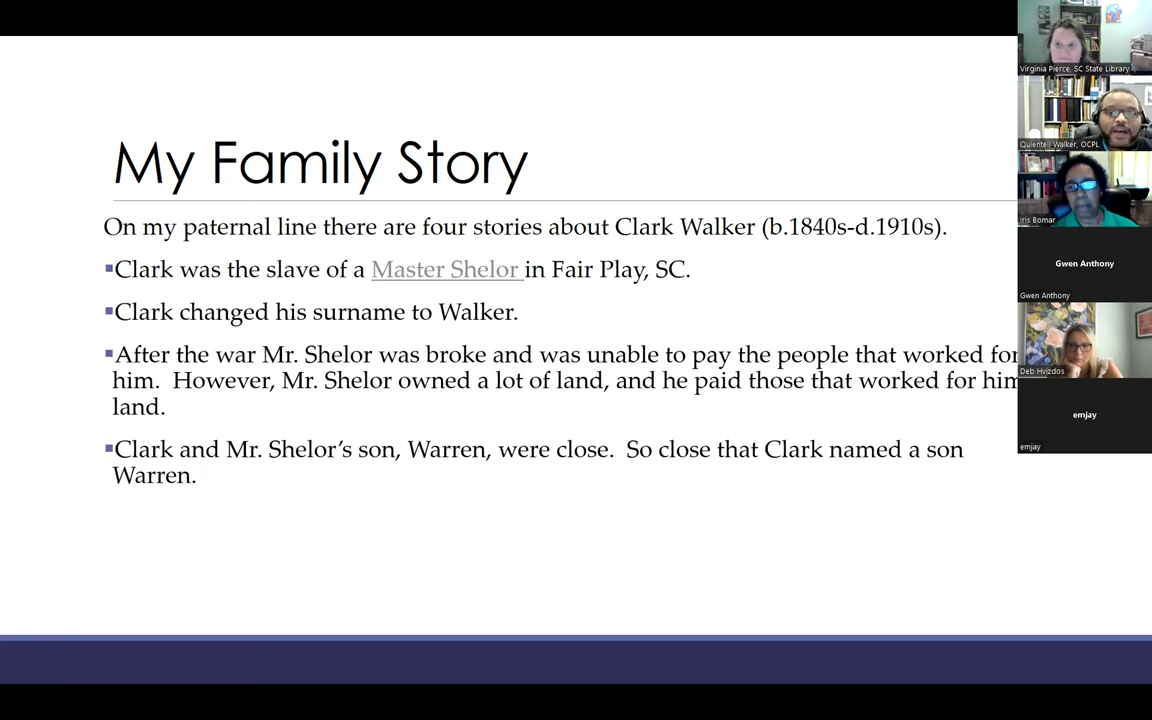 My Family Story
On my paternal line there are four stories about Clark Walker (b.1840s-d.1910s).
▪Clark was the slave of a Master Shelor in Fair Play, SC.
▪Clark changed his surname to Walker.
▪After the war Mr. Shelor was broke and was unable to pay the people that worked for
him.  However, Mr. Shelor owned a lot of land, and he paid those that worked for him
land.
▪Clark and Mr. Shelor’s son, Warren, were close.  So close that Clark named a son
Warren.
Virginia Pierce, SC State Library
Quientell Walker, OCPL
Iris Bomar
Gwen Anthony
Gwen Anthony
Deb Hvizdos
emjay
emjay